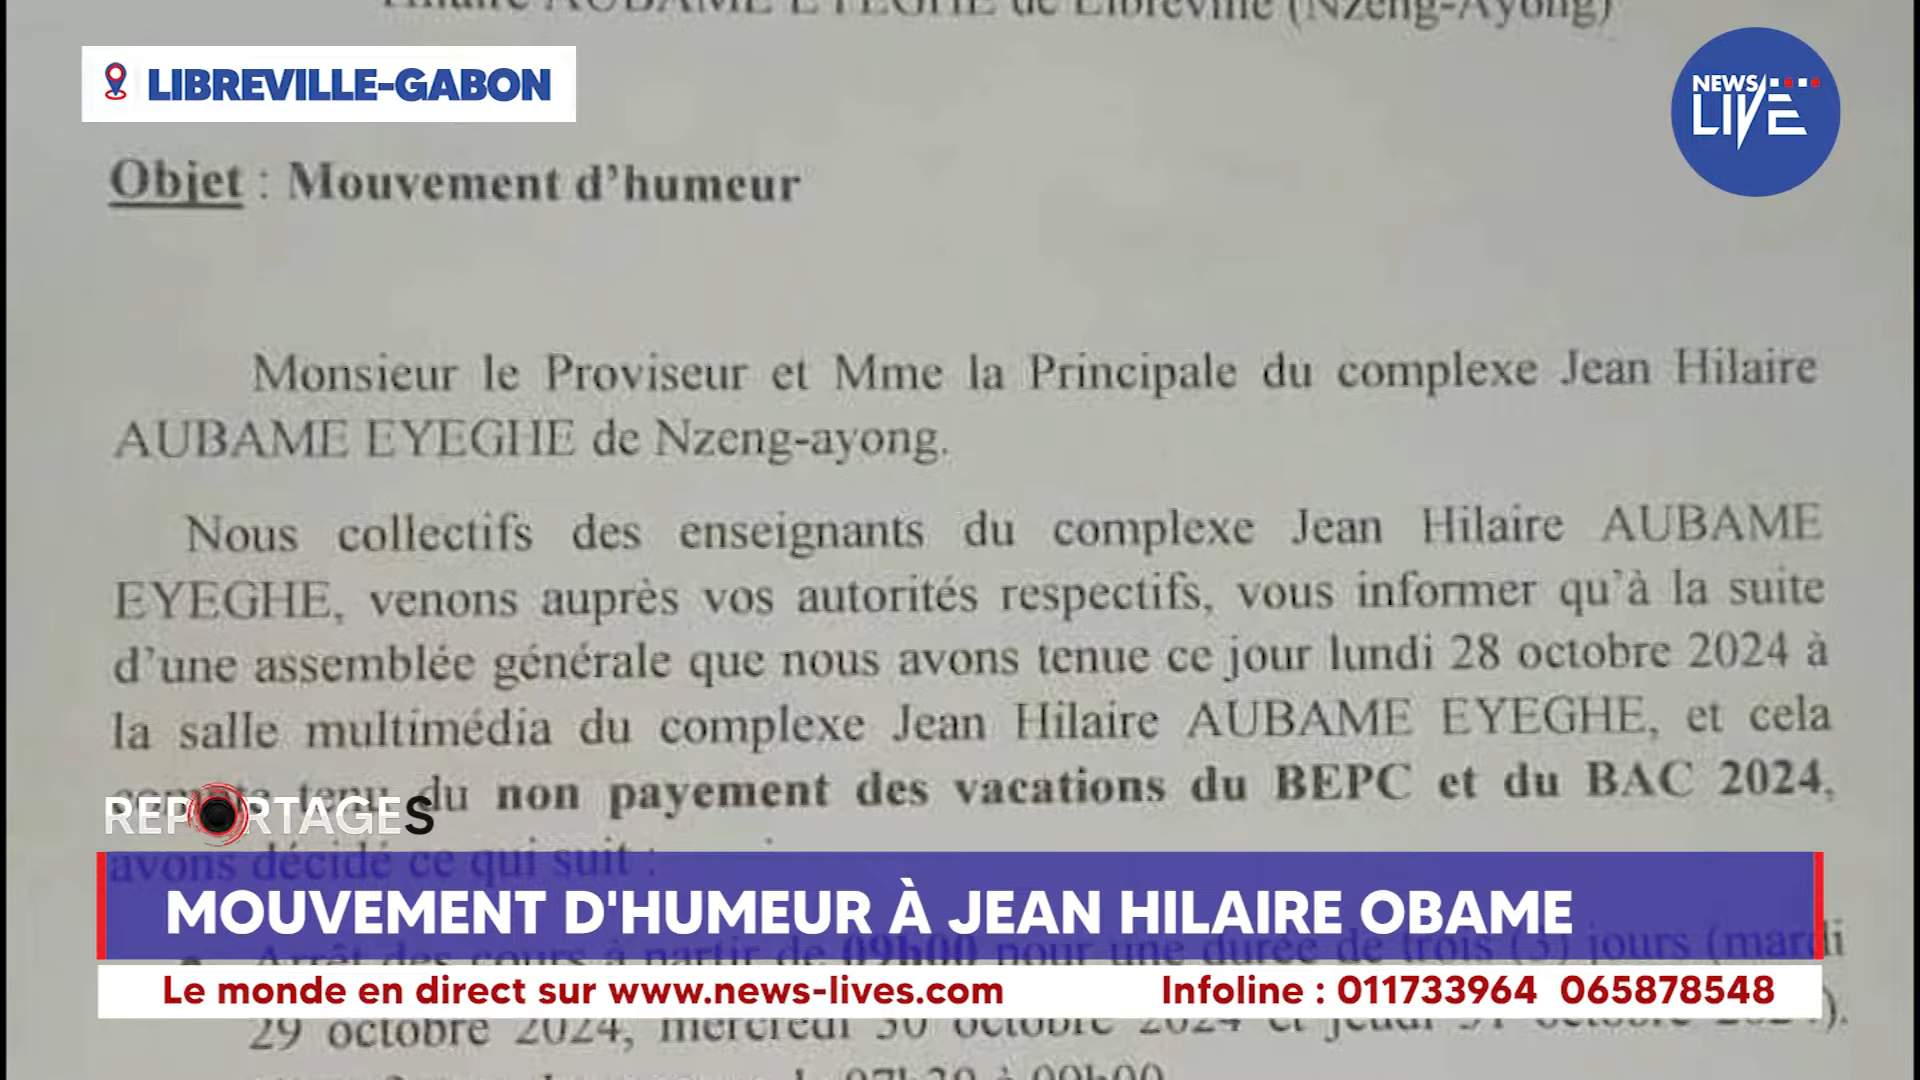 Hilaire AUBAME EYEGHE de Libreville (Nzeng-Ayong)
LIBREVILLE-GABON
NEWS
LIVE
Objet : Mouvement d'humeur
Monsieur le Proviseur et Mme la Principale du complexe Jean Hilaire
AUBAME EYEGHE de Nzeng-ayong.
Nous collectifs des enseignants du complexe Jean Hilaire AUBAME
EYEGHE, venons auprès vos autorités respectifs, vous informer qu'à la suite
d'une assemblée générale que nous avons tenue ce jour lundi 28 octobre 2024 à
la salle multimédia du complexe Jean Hilaire AUBAME EYEGHE, et cela
compte tenu du non payement des vacations du BEPC et du BAC 2024,
REPORTAGES
avons décidé ce qui suit :
MOUVEMENT D'HUMEUR À JEAN HILAIRE OBAME
Arrêt des cours à partir de 09h00 pour une durée de trois (3) jours (mardi
Le monde en direct sur www.news-lives.com Infoline : 011733964 065878548
29 octobre 2024, mercredi 30 octobre 2024 et jeudi 31 octobre 2024).
07h30 à 09h00